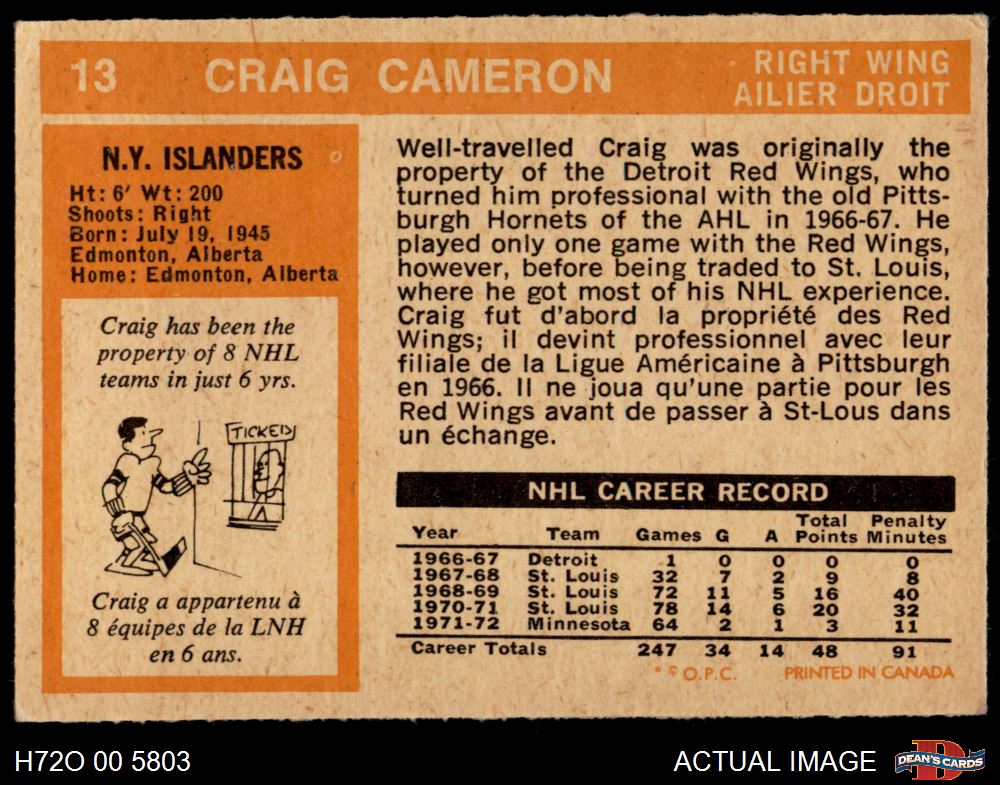 13 CRAIG CAMERON
RIGHT WING
AILIER DROIT
N.Y. ISLANDERS
Ht: 6' Wt: 200
Shoots: Right
Born: July 19, 1945
Edmonton, Alberta
Home: Edmonton, Alberta
Craig has been the
property of 8 NHL
teams in just 6 yrs.
TICKETS
Craig a appartenu à
8 équipes de la LNH
en 6 ans.
Well-travelled Craig was originally the
property of the Detroit Red Wings, who
turned him professional with the old Pitts-
burgh Hornets of the AHL in 1966-67. He
played only one game with the Red Wings,
however, before being traded to St. Louis,
where he got most of his NHL experience.
Craig fut d'abord la propriété des Red
Wings; il devint professionnel avec leur
filiale de la Ligue Américaine à Pittsburgh
en 1966. Il ne joua qu'une partie pour les
Red Wings avant de passer à St-Lous dans
un échange.
NHL CAREER RECORD
Year Team Games G A Total Points Penalty Minutes
1966-67 Detroit 1 0 0 0 0
1967-68 St. Louis 32 7 2 9 8
1968-69 St. Louis 72 11 5 16 40
1970-71 St. Louis 78 14 6 20 32
1971-72 Minnesota 64 2 1 3 11
Career Totals 247 34 14 48 91
* © O.P.C. PRINTED IN CANADA
H72O 00 5803
ACTUAL IMAGE
DEAN'S CARDS